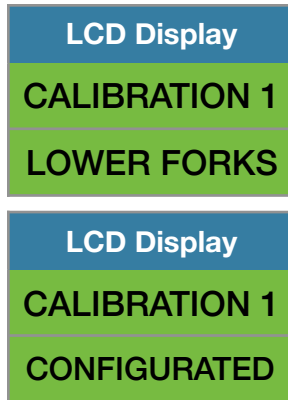 LCD Display
CALIBRATION 1
LOWER FORKS
LCD Display
CALIBRATION 1
CONFIGURATED